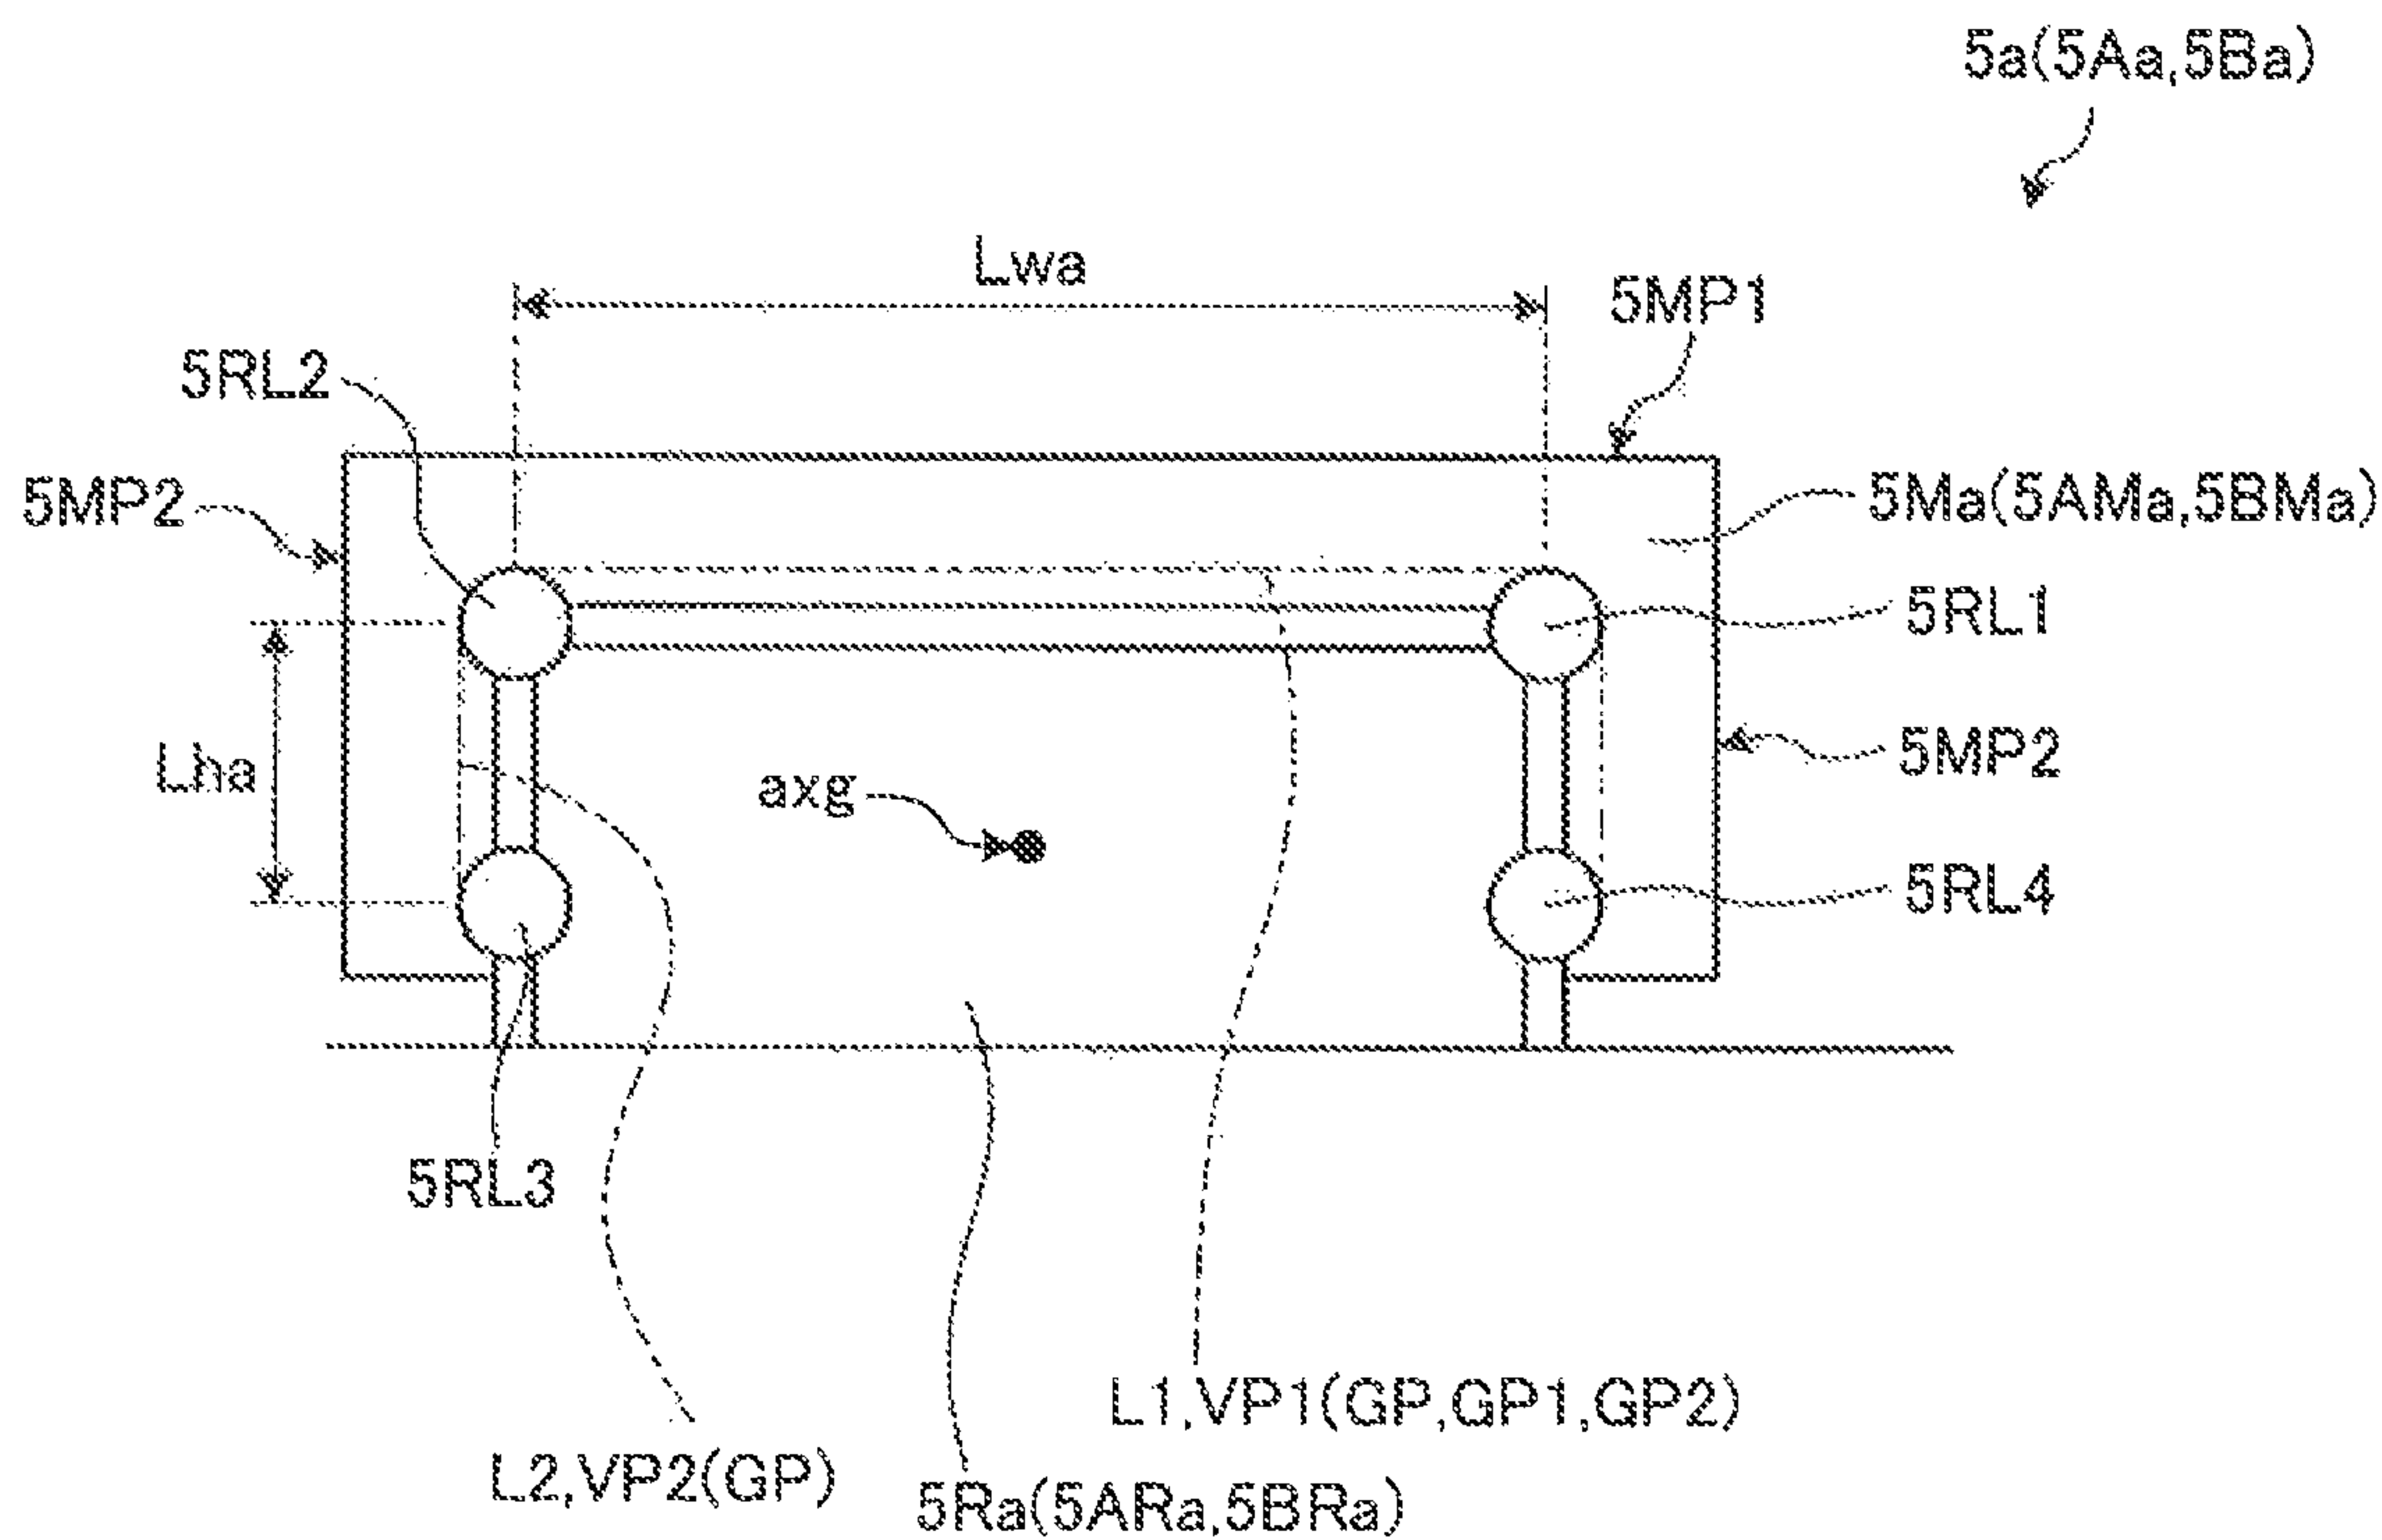 5a(5Aa,5Ba)
Lwa
5MP1
5RL2
5MP2
5Ma(5AMa,5BMa)
5RL1
Lha
axg
5MP2
5RL4
5RL3
L1,VP1(GP,GP1,GP2)
L2,VP2(GP)
5Ra(5ARa,5BRa)